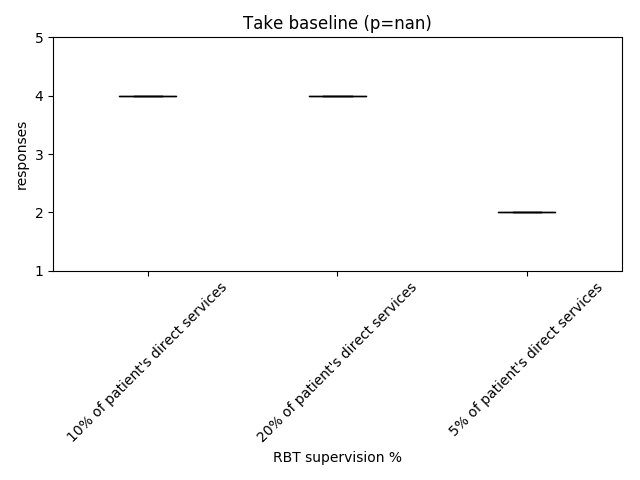 Take baseline (p=nan)
responses
5
4
3
2
1
10% of patient's direct services
20% of patient's direct services
5% of patient's direct services
RBT supervision %